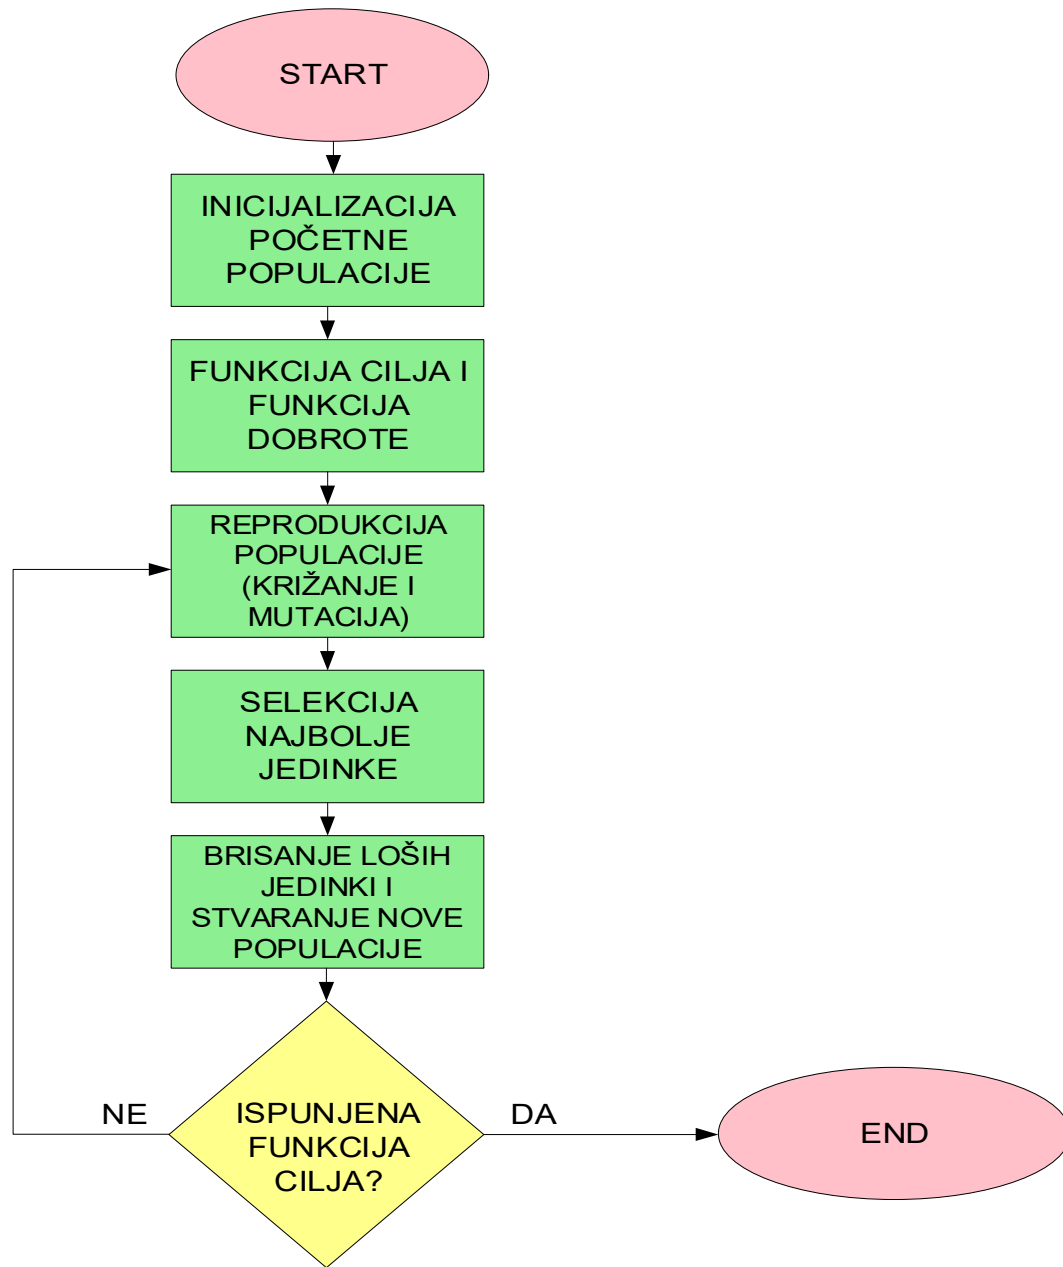 START
INICIJALIZACIJA
POČETNE
POPULACIJE
FUNKCIJA CILJA I
FUNKCIJA
DOBROTE
REPRODUKCIJA
POPULACIJE
(KRIŽANJE I
MUTACIJA)
SELEKCIJA
NAJBOLJE
JEDINKE
BRISANJE LOŠIH
JEDINKI I
STVARANJE NOVE
POPULACIJE
NE
ISPUNJENA
FUNKCIJA
CILJA?
DA
END